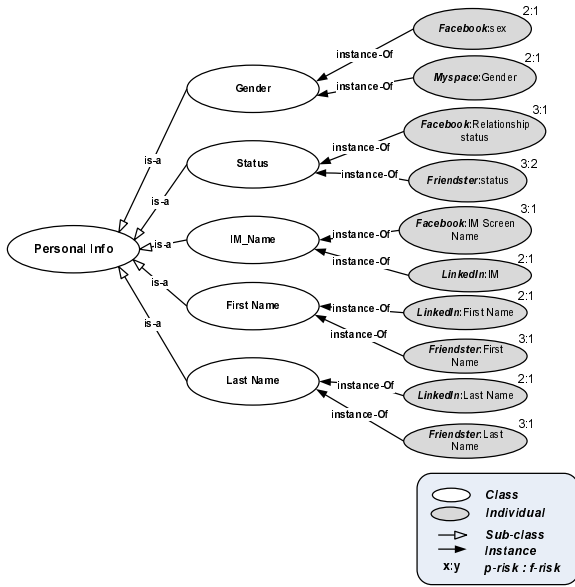 2:1
Facebook:sex
instance-Of
2:1
Myspace:Gender
instance-Of
Gender
3:1
Facebook:Relationship
status
instance-Of
is-a
Status
instance-Of
3:2
Friendster:status
is-a
3:1
Facebook:IM Screen
Name
instance-Of
IM_Name
Personal Info
is-a
instance-Of
2:1
LinkedIn:IM
is-a
2:1
First Name
instance-Of
LinkedIn:First Name
is-a
instance-Of
3:1
Friendster:First
Name
2:1
Last Name
instance-Of
LinkedIn:Last Name
instance-Of
3:1
Friendster:Last
Name
Class
Individual
Sub-class
Instance
x:y p-risk : f-risk